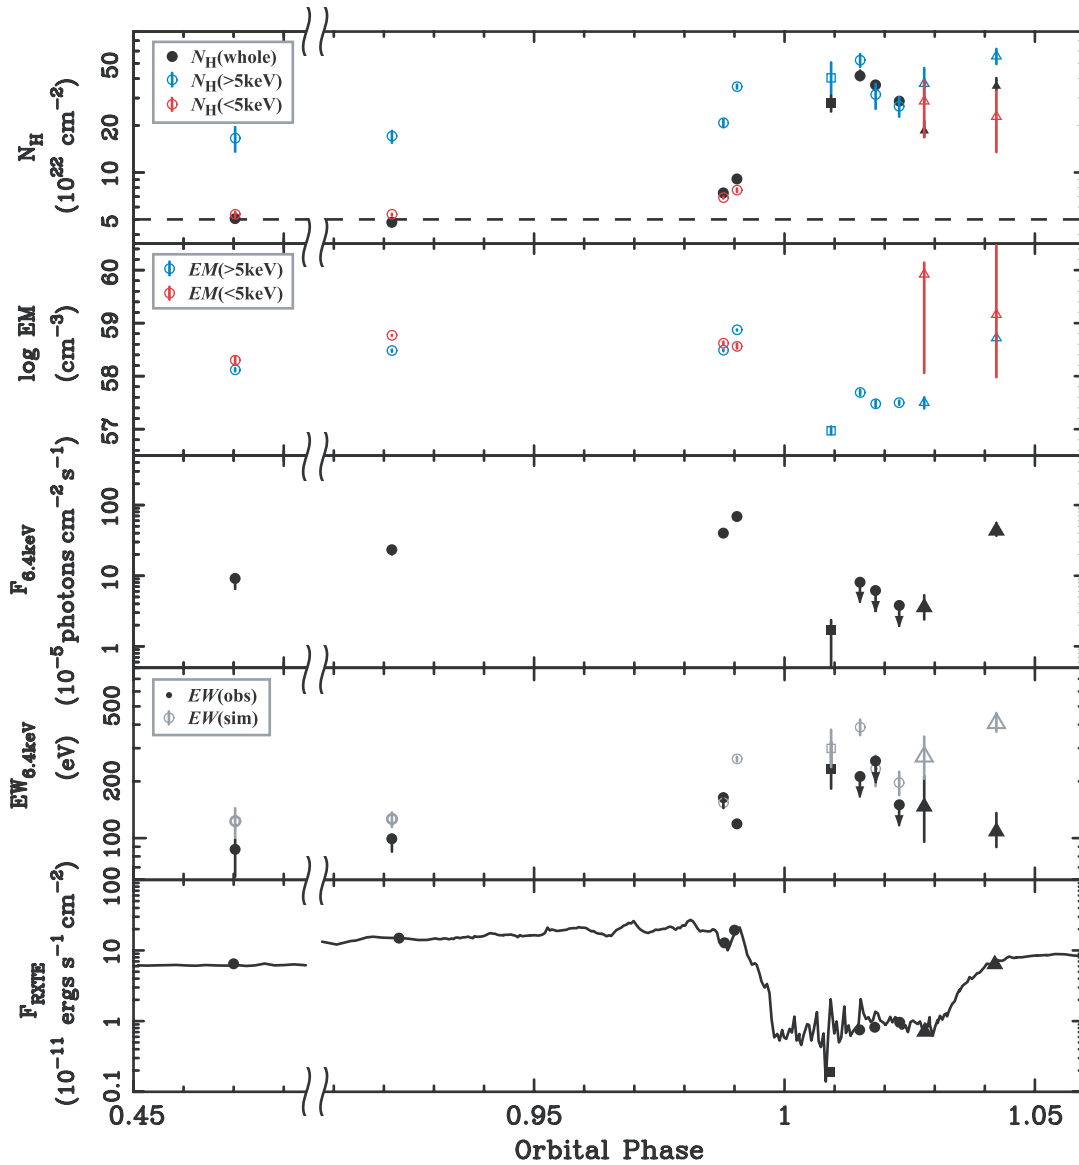 N_H(whole)
N_H(>5keV)
N_H(<5keV)
50
20
10
5
N_H
(10^22 cm^−2)
EM(>5keV)
EM(<5keV)
60
59
58
57
log EM
(cm^−3)
100
10
1
F_6.4keV
(10^−5 photons cm^−2 s^−1)
EW(obs)
EW(sim)
500
200
100
EW_6.4keV
(eV)
100
10
1
0.1
F_RXTE
(10^−11 ergs s^−1 cm^−2)
0.45
0.95
1
1.05
Orbital Phase